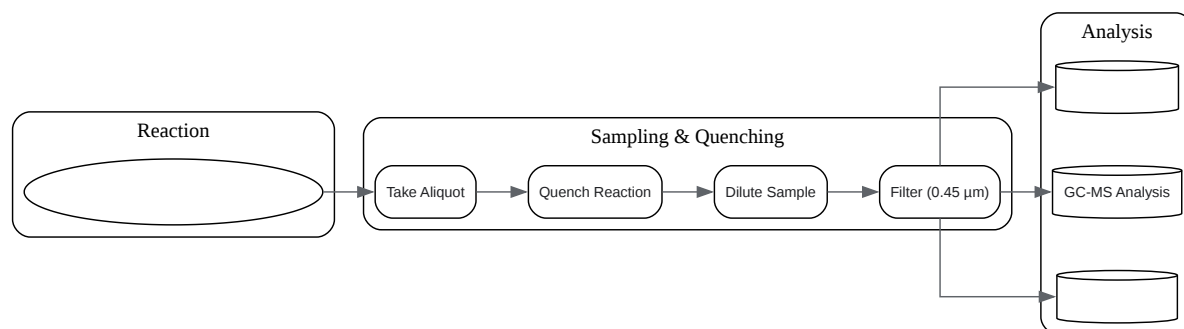 Reaction
Sampling & Quenching
Take Aliquot
Quench Reaction
Dilute Sample
Filter (0.45 µm)
Analysis
GC-MS Analysis